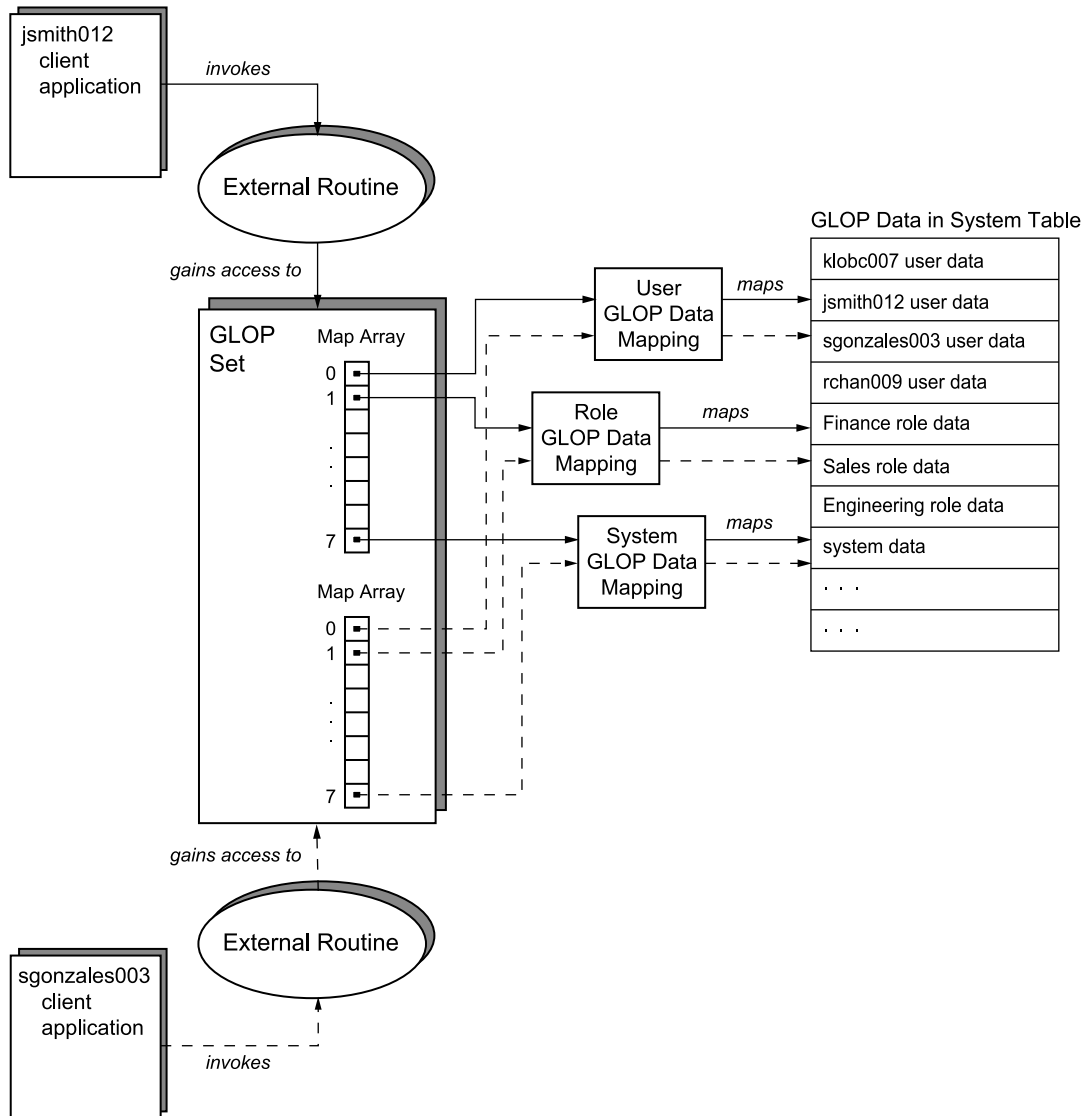 jsmith012
client
application
invokes
External Routine
gains access to
GLOP
Set
Map Array
0
1
.
.
.
7
Map Array
0
1
.
.
.
7
User
GLOP Data
Mapping
maps
Role
GLOP Data
Mapping
maps
System
GLOP Data
Mapping
maps
GLOP Data in System Table
klobc007 user data
jsmith012 user data
sgonzales003 user data
rchan009 user data
Finance role data
Sales role data
Engineering role data
system data
. . .
. . .
gains access to
External Routine
sgonzales003
client
application
invokes